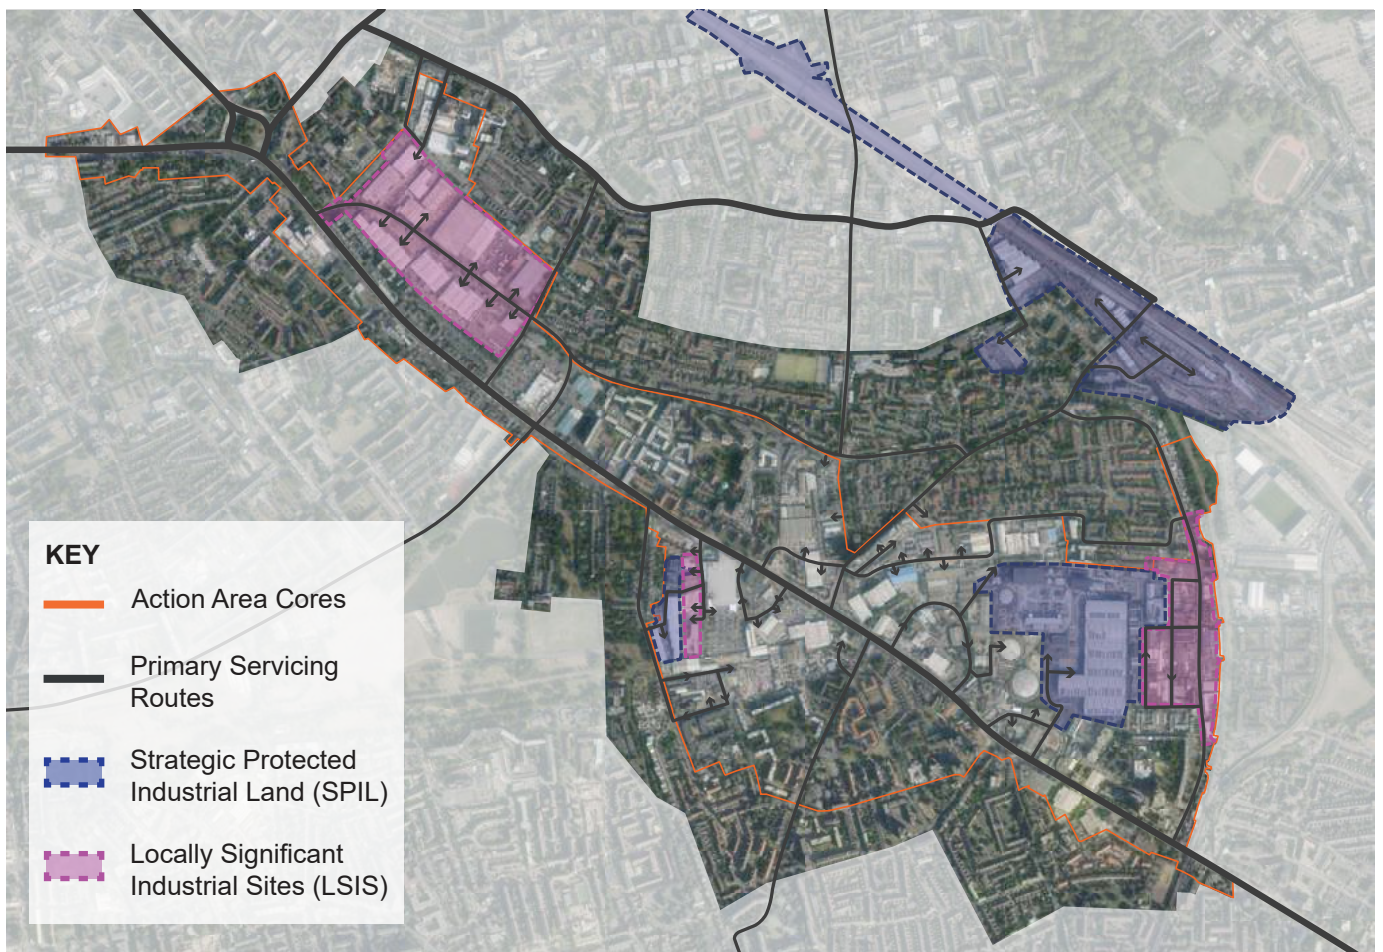 KEY
Action Area Cores
Primary Servicing
Routes
Strategic Protected
Industrial Land (SPIL)
Locally Significant
Industrial Sites (LSIS)